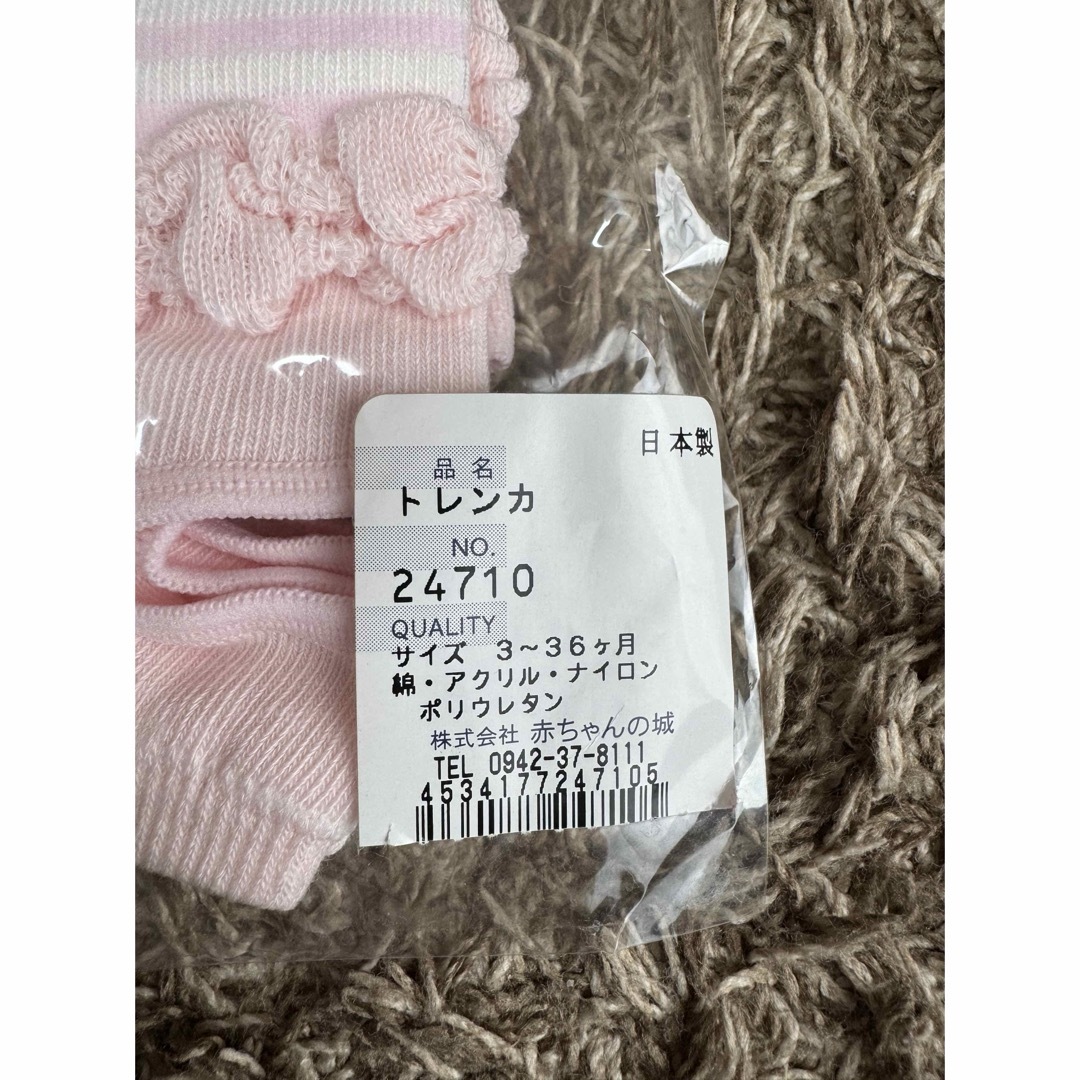 日本製
品名
トレンカ
NO.
24710
QUALITY
サイズ 3~36ヶ月
綿・アクリル・ナイロン
ポリウレタン
株式会社 赤ちゃんの城
TEL 0942-37-8111
4534177247105